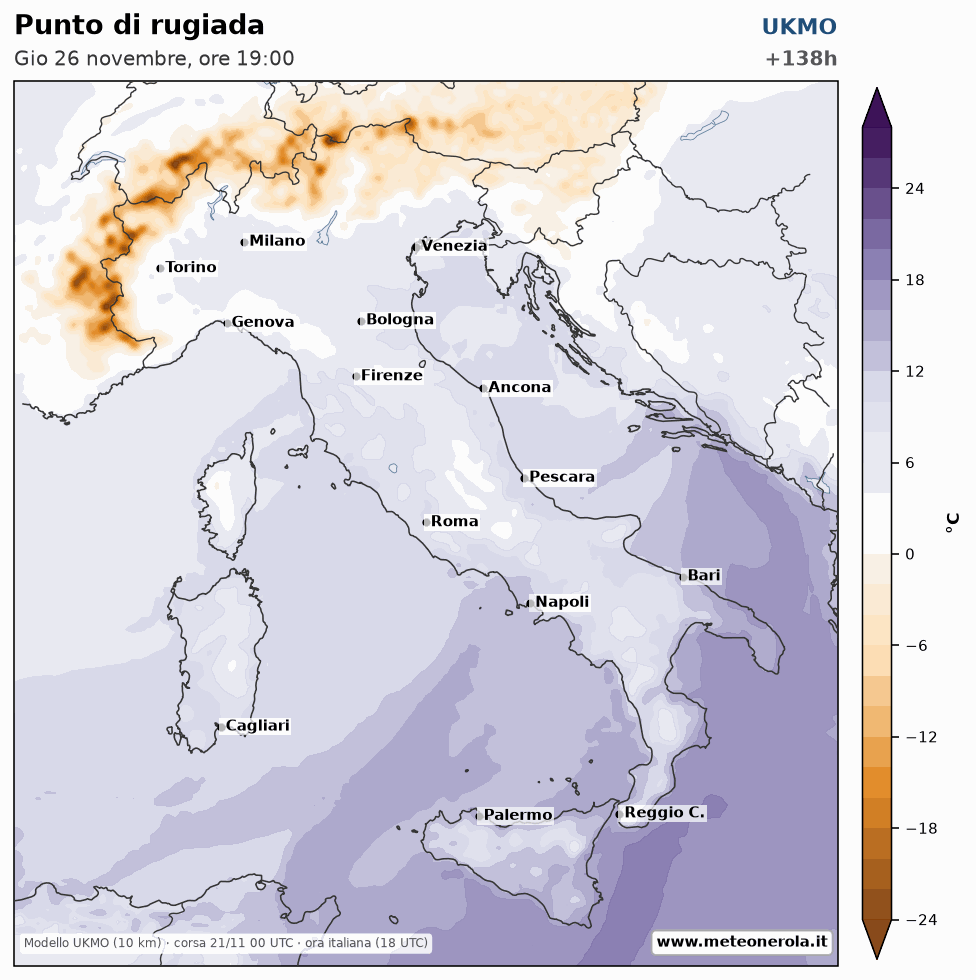 Punto di rugiada
UKMO
Gio 26 novembre, ore 19:00
+138h
Milano
Venezia
Torino
Genova
Bologna
Firenze
Ancona
Pescara
Roma
Bari
Napoli
Cagliari
Palermo
Reggio C.
24
18
12
6
0
−6
−12
−18
−24
°C
Modello UKMO (10 km) · corsa 21/11 00 UTC · ora italiana (18 UTC)
www.meteonerola.it